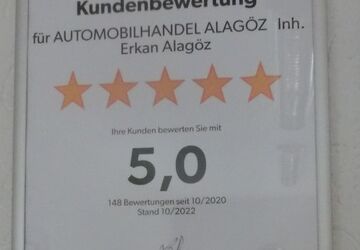 Kundenbewertung
für AUTOMOBILHANDEL ALAGÖZ Inh.
Erkan Alagöz
Ihre Kunden bewerten Sie mit
5,0
148 Bewertungen seit 10/2020
Stand 10/2022